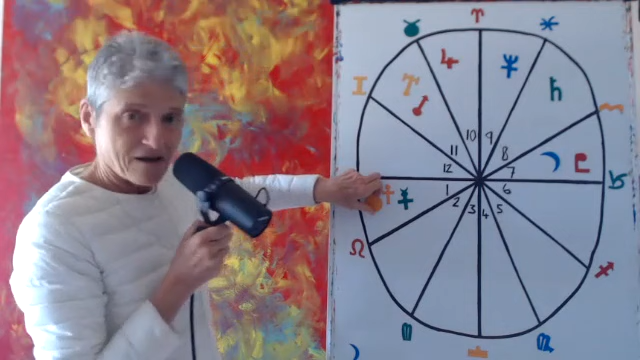 ♈
♉ ♓
♃ ♆
♊ ♄
♂ ♒
10 9
11 8
12 7 ☽ ♇
1 6 ♑
2 3 4 5
♌ ♐
♍ ♎ ♏